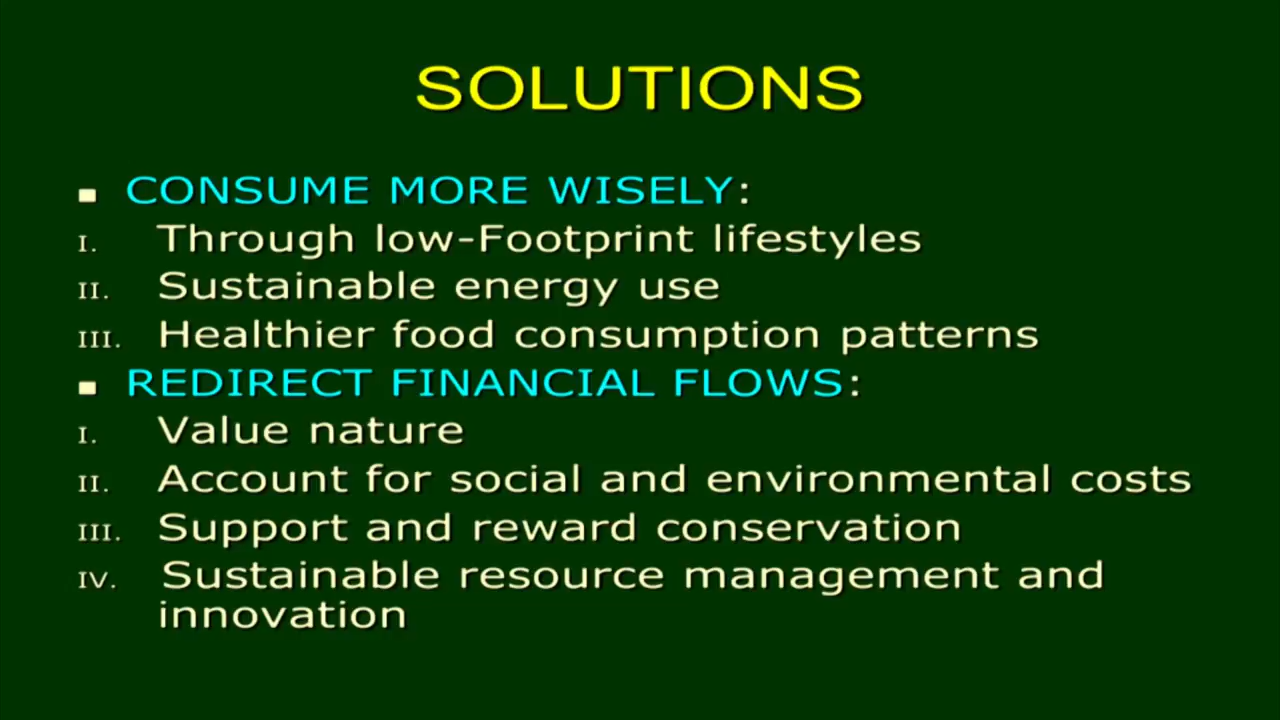 SOLUTIONS
▪ CONSUME MORE WISELY:
I. Through low-Footprint lifestyles
II. Sustainable energy use
III. Healthier food consumption patterns
▪ REDIRECT FINANCIAL FLOWS:
I. Value nature
II. Account for social and environmental costs
III. Support and reward conservation
IV. Sustainable resource management and
innovation